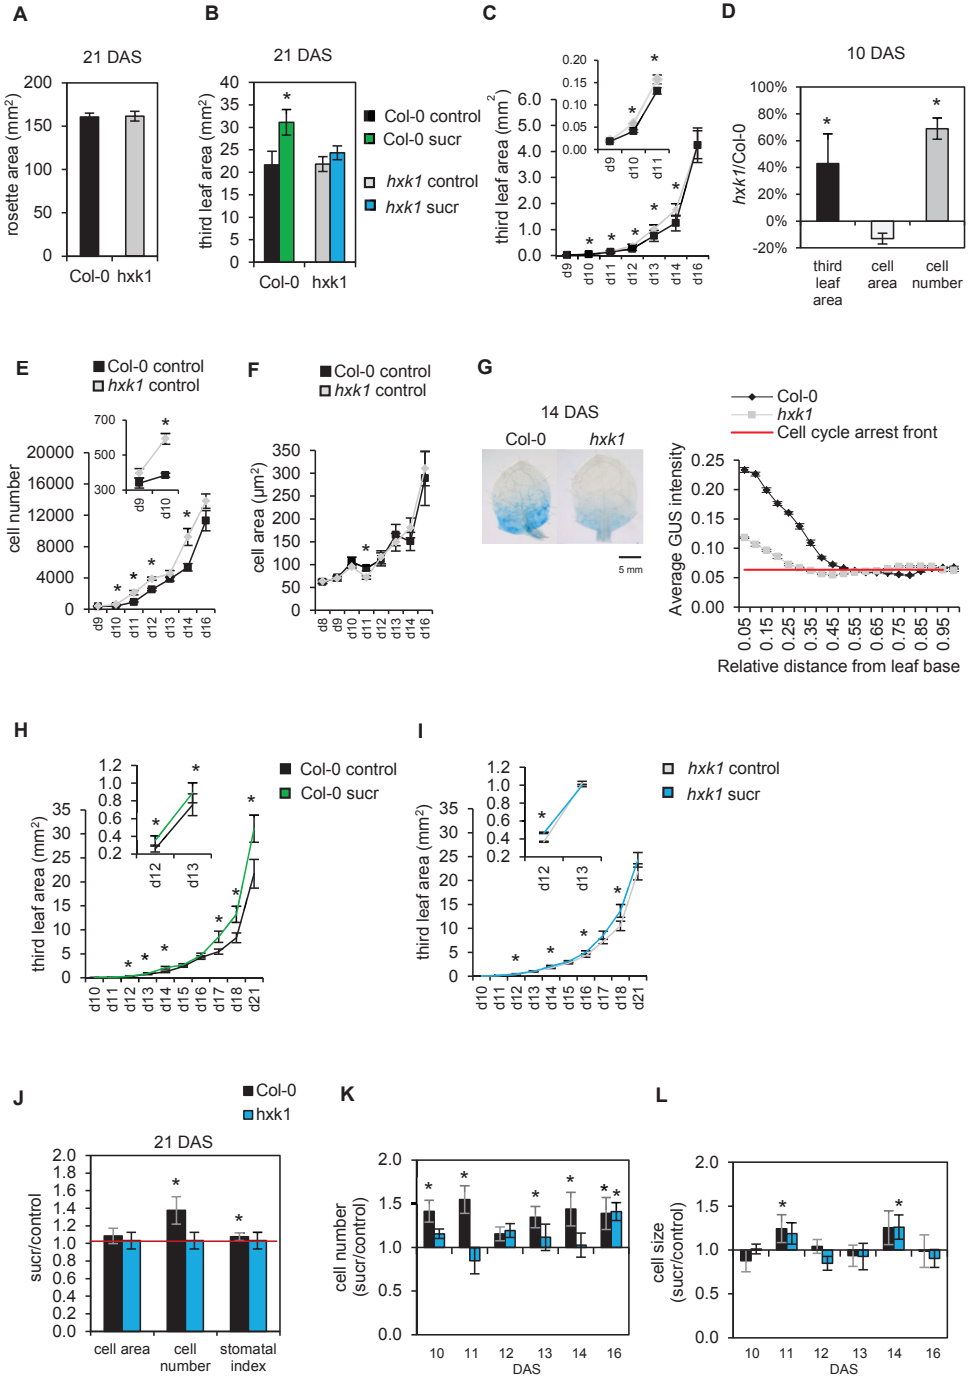 A
21 DAS
rosette area (mm²)
200
150
100
50
0
Col-0 hxk1
B
21 DAS
third leaf area (mm²)
40
35
30
25
20
15
10
5
0
*
Col-0 hxk1
Col-0 control
Col-0 sucr
hxk1 control
hxk1 sucr
C
third leaf area (mm²)
6.0
5.0
4.0
3.0
2.0
1.0
0.0
0.20
0.15
0.10
0.05
0.00
* *
d9 d10 d11
* * * * *
d9 d10 d11 d12 d13 d14 d16
D
10 DAS
hxk1/Col-0
100%
80%
60%
40%
20%
0%
-20%
* *
third leaf area
cell area
cell number
E
Col-0 control
hxk1 control
cell number
20000
16000
12000
8000
4000
0
700
500
300
*
d9 d10
* * * *
d9 d10 d11 d12 d13 d14 d16
F
Col-0 control
hxk1 control
cell area (µm²)
350
300
250
200
150
100
50
0
*
d8 d9 d10 d11 d12 d13 d14 d16
G
14 DAS
Col-0 hxk1
5 mm
Col-0
hxk1
Cell cycle arrest front
Average GUS intensity
0.25
0.20
0.15
0.10
0.05
0.00
0.05 0.15 0.25 0.35 0.45 0.55 0.65 0.75 0.85 0.95
Relative distance from leaf base
H
Col-0 control
Col-0 sucr
third leaf area (mm²)
35
30
25
20
15
10
5
0
1.2
1.0
0.8
0.6
0.4
0.2
* *
d12 d13
* * * * * *
d10 d11 d12 d13 d14 d15 d16 d17 d18 d21
I
hxk1 control
hxk1 sucr
third leaf area (mm²)
35
30
25
20
15
10
5
0
1.2
1.0
0.8
0.6
0.4
0.2
*
d12 d13
* * * *
d10 d11 d12 d13 d14 d15 d16 d17 d18 d21
J
Col-0
hxk1
21 DAS
sucr/control
2.0
1.8
1.6
1.4
1.2
1.0
0.8
0.6
0.4
0.2
0.0
* *
cell area
cell number
stomatal index
K
cell number
(sucr/control)
2.0
1.5
1.0
0.5
0.0
* * * * * *
10 11 12 13 14 16
DAS
L
cell size
(sucr/control)
2.0
1.5
1.0
0.5
0.0
* *
10 11 12 13 14 16
DAS